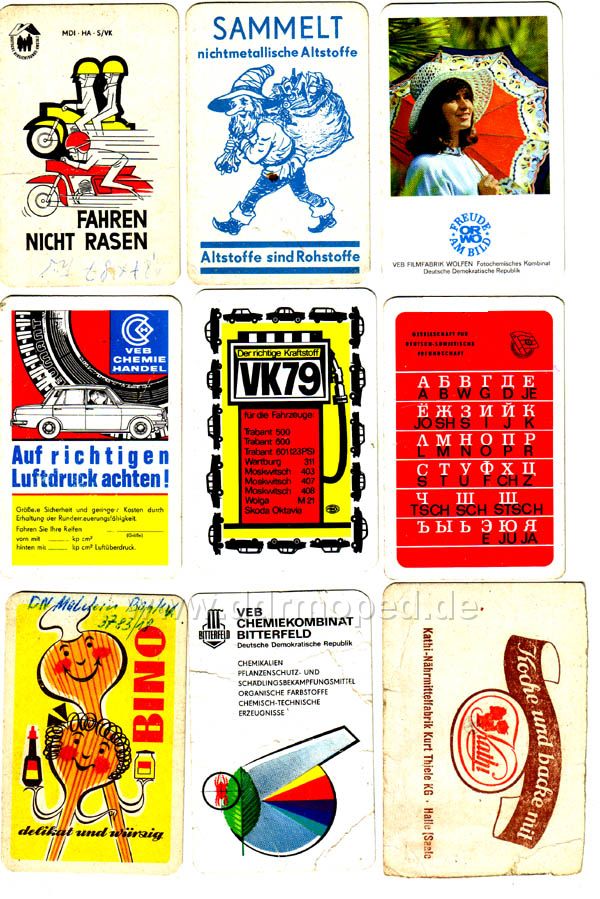 MDI · HA - S/VK
FAHREN
NICHT RASEN
SAMMELT
nichtmetallische Altstoffe
Altstoffe sind Rohstoffe
FREUDE
OR
WO
AM BILD
VEB FILMFABRIK WOLFEN Fotochemisches Kombinat
Deutsche Demokratische Republik
VEB
CHEMIE
HANDEL
Auf richtigen
Luftdruck achten!
Größere Sicherheit und geringere Kosten durch
Erhaltung der Runderneuerungsfähigkeit.
Fahren Sie Ihre Reifen
(Größe)
vorn mit kp cm²
hinten mit kp cm² Luftüberdruck.
Der richtige Kraftstoff
VK79
für die Fahrzeuge:
Trabant 500
Trabant 600
Trabant 601(23PS)
Wartburg 311
Moskwitsch 403
Moskwitsch 407
Moskwitsch 408
Wolga M 21
Skoda Oktavia
GESELLSCHAFT FÜR
DEUTSCH-SOWJETISCHE
FREUNDSCHAFT
А Б В Г Д Е
A B W G D JE
Ё Ж З И Й К
JO SH S I J K
Л М Н О П Р
L M N O P R
С Т У Ф Х Ц
S T U F CH Z
Ч Ш Щ
TSCH SCH STSCH
Ъ Ы Ь Э Ю Я
E JU JA
www.ddrmoped.de
3783/18
BINO
delikat und würzig
BITTERFELD
VEB
CHEMIEKOMBINAT
BITTERFELD
Deutsche Demokratische Republik
CHEMIKALIEN
PFLANZENSCHUTZ- UND
SCHÄDLINGSBEKÄMPFUNGSMITTEL
ORGANISCHE FARBSTOFFE
CHEMISCH-TECHNISCHE
ERZEUGNISSE
Koche und backe mit
Kathi
Kathi-Nährmittelfabrik Kurt Thiele KG · Halle (Saale